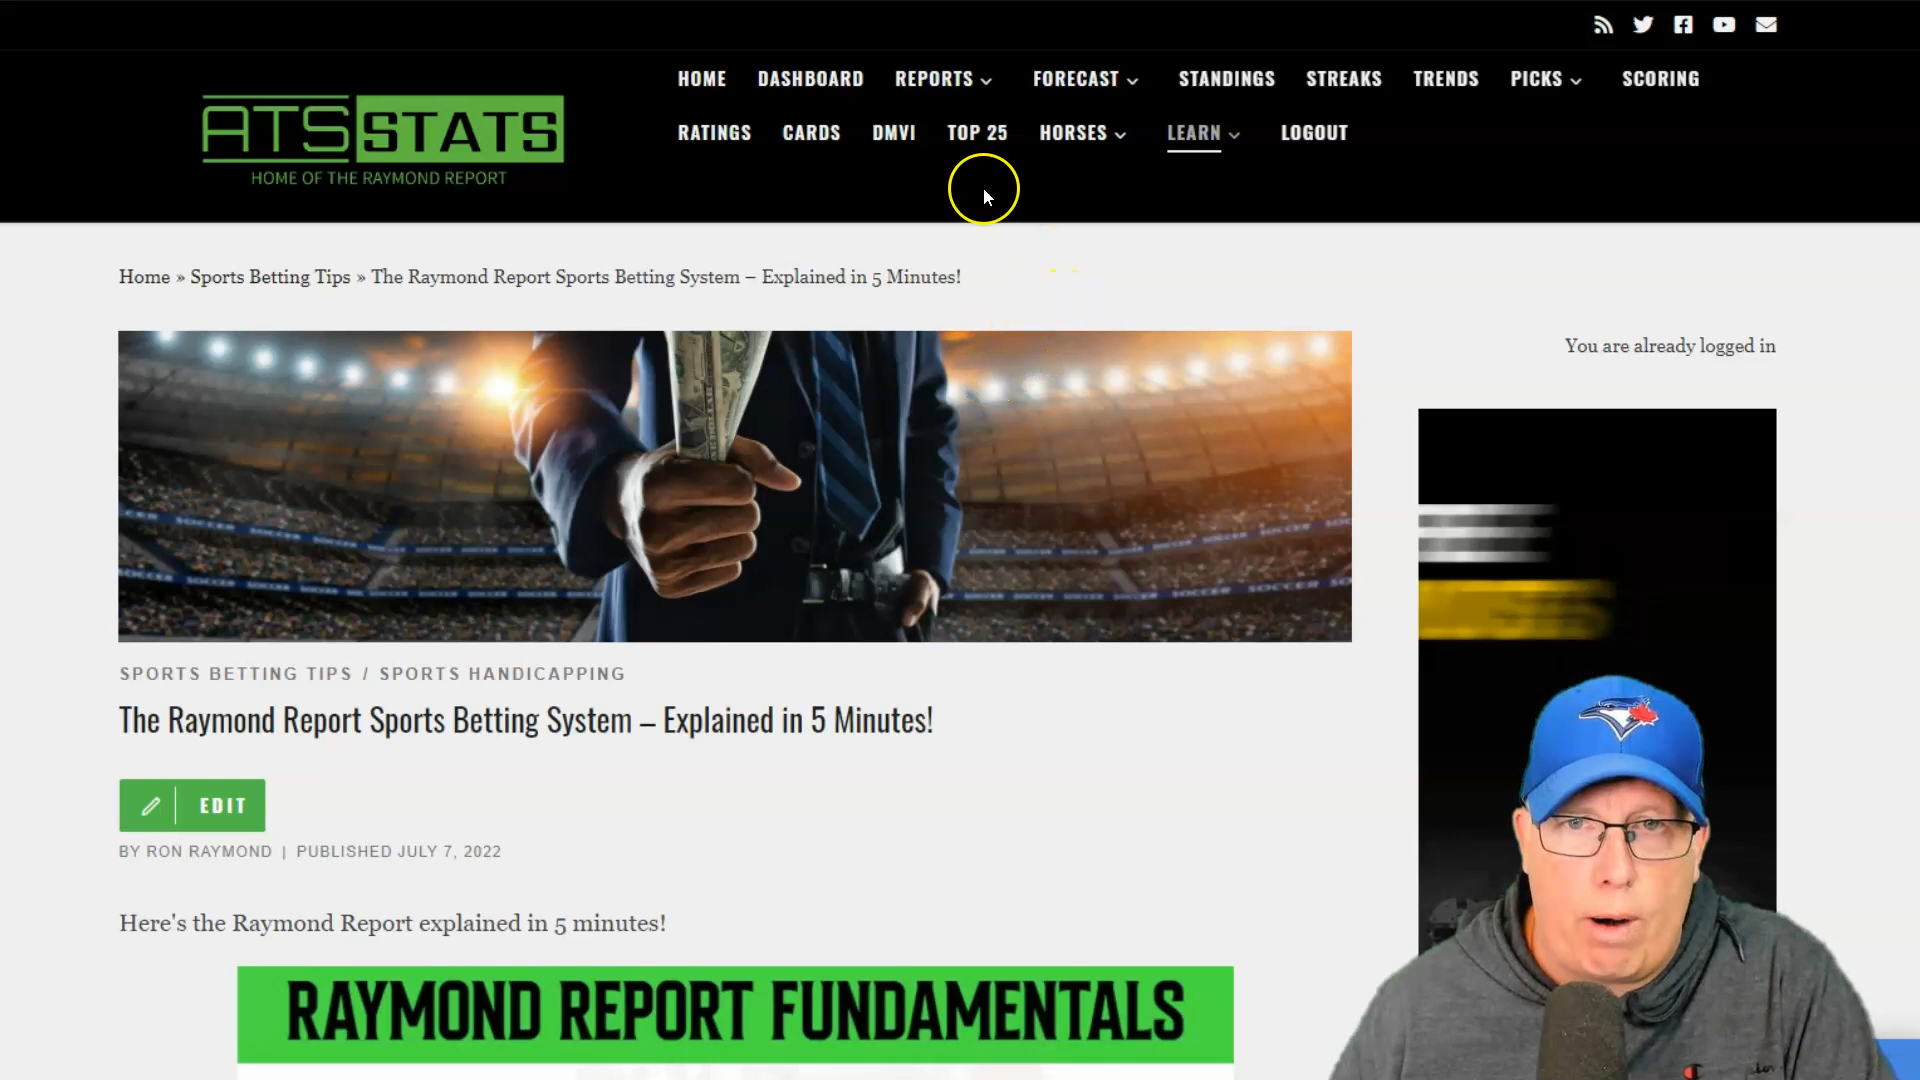 HOME DASHBOARD REPORTS FORECAST STANDINGS STREAKS TRENDS PICKS SCORING
ATS STATS
RATINGS CARDS DMVI TOP 25 HORSES LEARN LOGOUT
HOME OF THE RAYMOND REPORT
Home » Sports Betting Tips » The Raymond Report Sports Betting System – Explained in 5 Minutes!
You are already logged in
SOCCER SOCCER SOCCER
SPORTS BETTING TIPS / SPORTS HANDICAPPING
The Raymond Report Sports Betting System – Explained in 5 Minutes!
EDIT
BY RON RAYMOND | PUBLISHED JULY 7, 2022
Here's the Raymond Report explained in 5 minutes!
RAYMOND REPORT FUNDAMENTALS